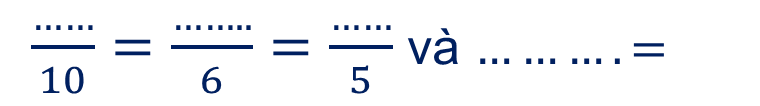 ……/10 = …...../6 = ……/5 và … … … . =